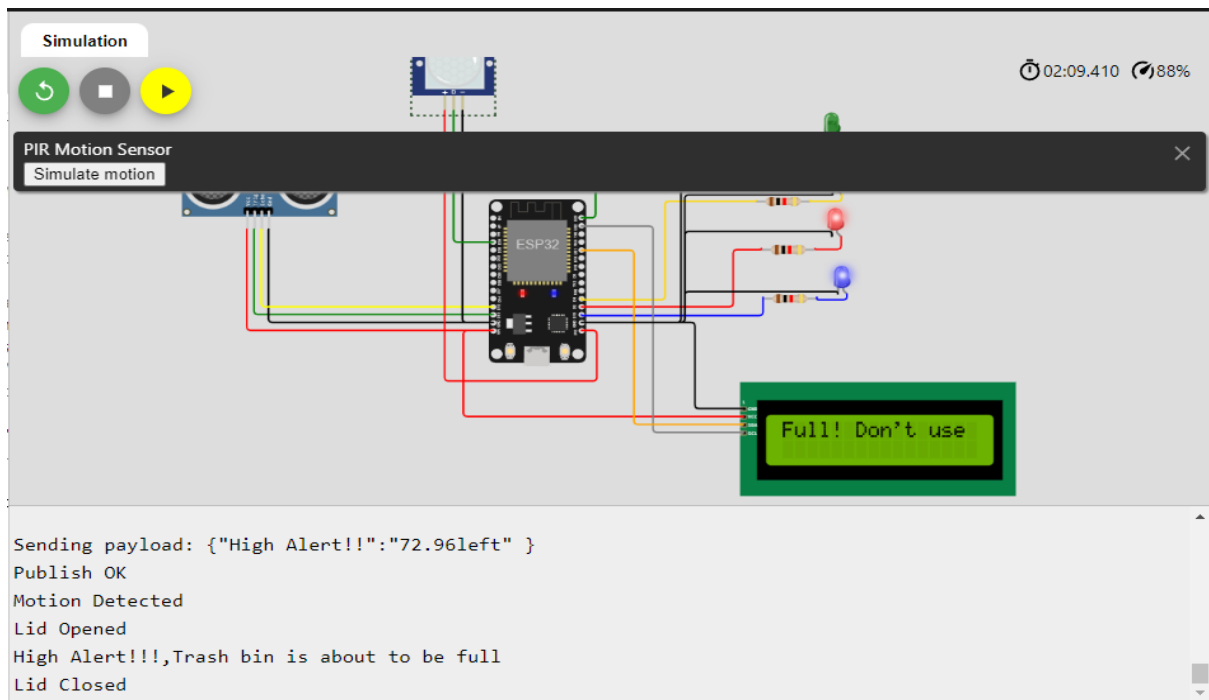 Simulation
02:09.410 88%
+ D -
PIR Motion Sensor
Simulate motion
ESP32
Full! Don't use
Sending payload: {"High Alert!!":"72.96left" }
Publish OK
Motion Detected
Lid Opened
High Alert!!!,Trash bin is about to be full
Lid Closed